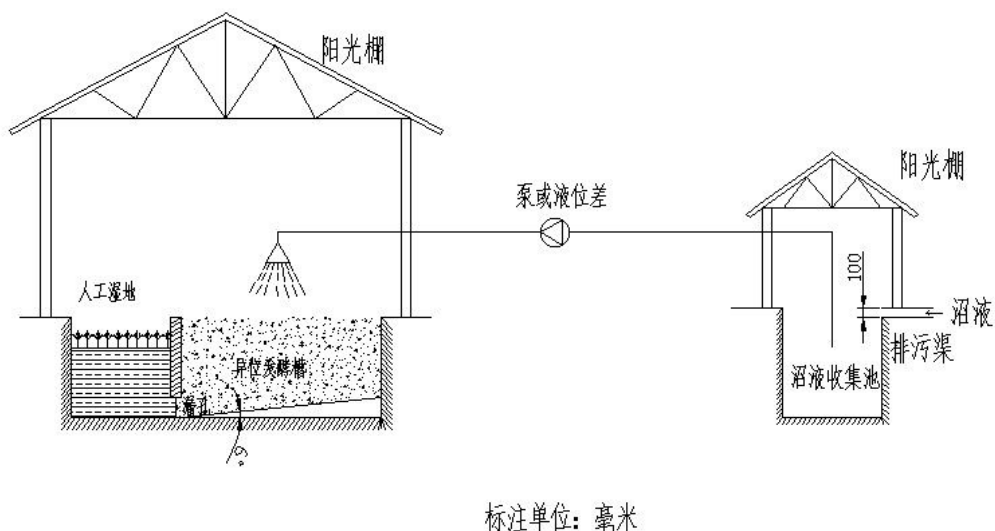 阳光棚
阳光棚
泵或液位差
100
人工湿地
沼液
排污渠
异位发酵槽
沼液收集池
标注单位：毫米